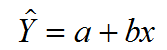 Ŷ = a + bx